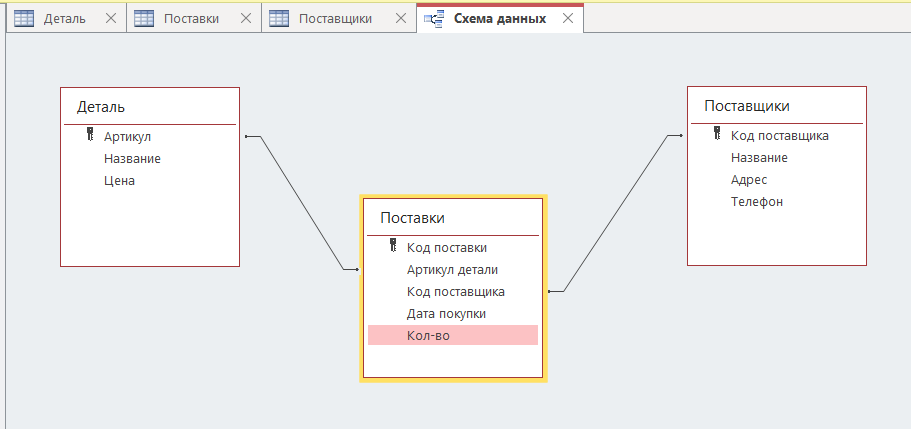 Деталь
Поставки
Поставщики
Схема данных
Деталь
Артикул
Название
Цена
Поставки
Код поставки
Артикул детали
Код поставщика
Дата покупки
Кол-во
Поставщики
Код поставщика
Название
Адрес
Телефон